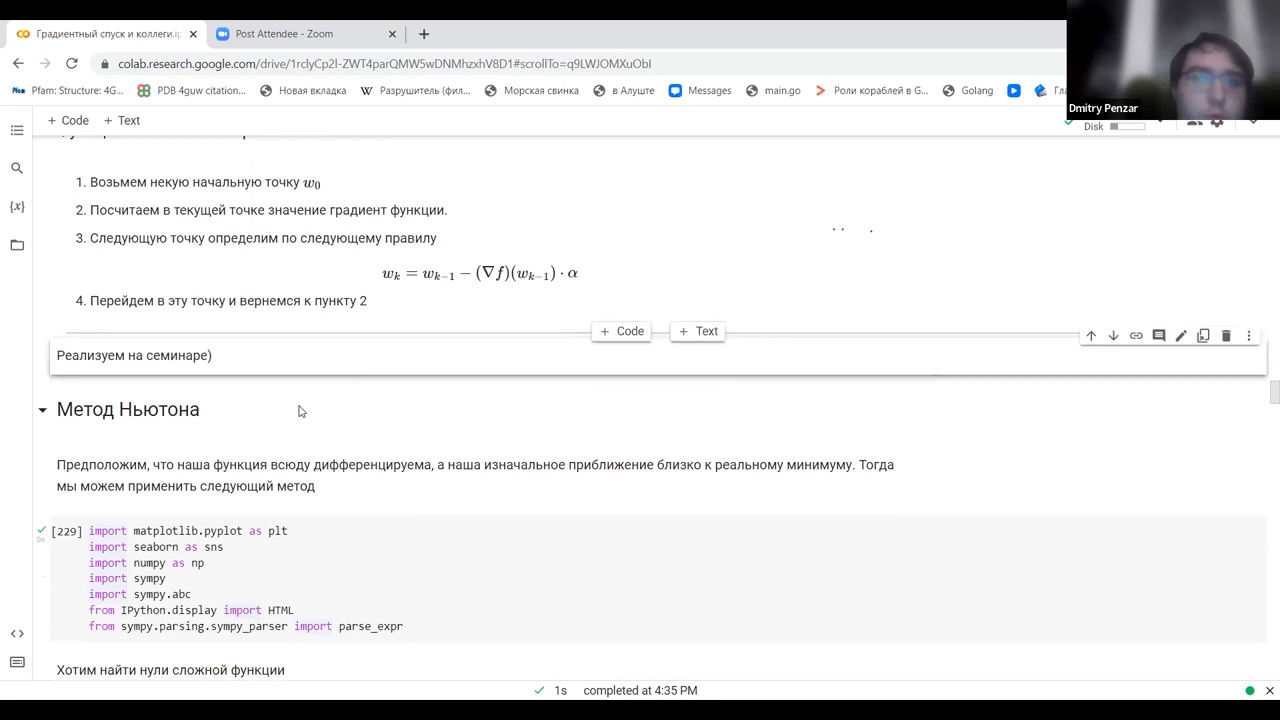 Градиентный спуск и коллеги.ip
Post Attendee - Zoom
colab.research.google.com/drive/1rclyCp2I-ZWT4parQMW5wDNMhzxhV8D1#scrollTo=q9LWJOMXuObI
Pfam: Structure: 4G...
PDB 4guw citation...
Новая вкладка
Разрушитель (фил...
Морская свинка
в Алуште
Messages
main.go
Роли кораблей в G...
Golang
Dmitry Penzar
+ Code + Text
Disk
1. Возьмем некую начальную точку w₀
2. Посчитаем в текущей точке значение градиент функции.
3. Следующую точку определим по следующему правилу
wₖ = wₖ₋₁ − (∇f)(wₖ₋₁) · α
4. Перейдем в эту точку и вернемся к пункту 2
+ Code + Text
Реализуем на семинаре)
Метод Ньютона
Предположим, что наша функция всюду дифференцируема, а наша изначальное приближение близко к реальному минимуму. Тогда
мы можем применить следующий метод
[229] import matplotlib.pyplot as plt
import seaborn as sns
import numpy as np
import sympy
import sympy.abc
from IPython.display import HTML
from sympy.parsing.sympy_parser import parse_expr
Хотим найти нули сложной функции
1s completed at 4:35 PM